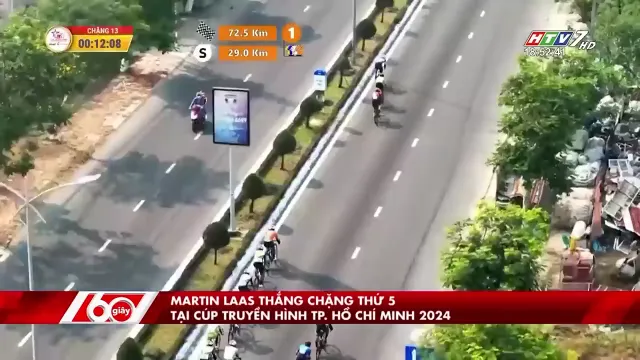 CHẶNG 13
00:12:08
72.5 Km
1
S
29.0 Km
HTV7 HD
18:52:41
60 giây
MARTIN LAAS THẮNG CHẶNG THỨ 5
TẠI CÚP TRUYỀN HÌNH TP. HỒ CHÍ MINH 2024